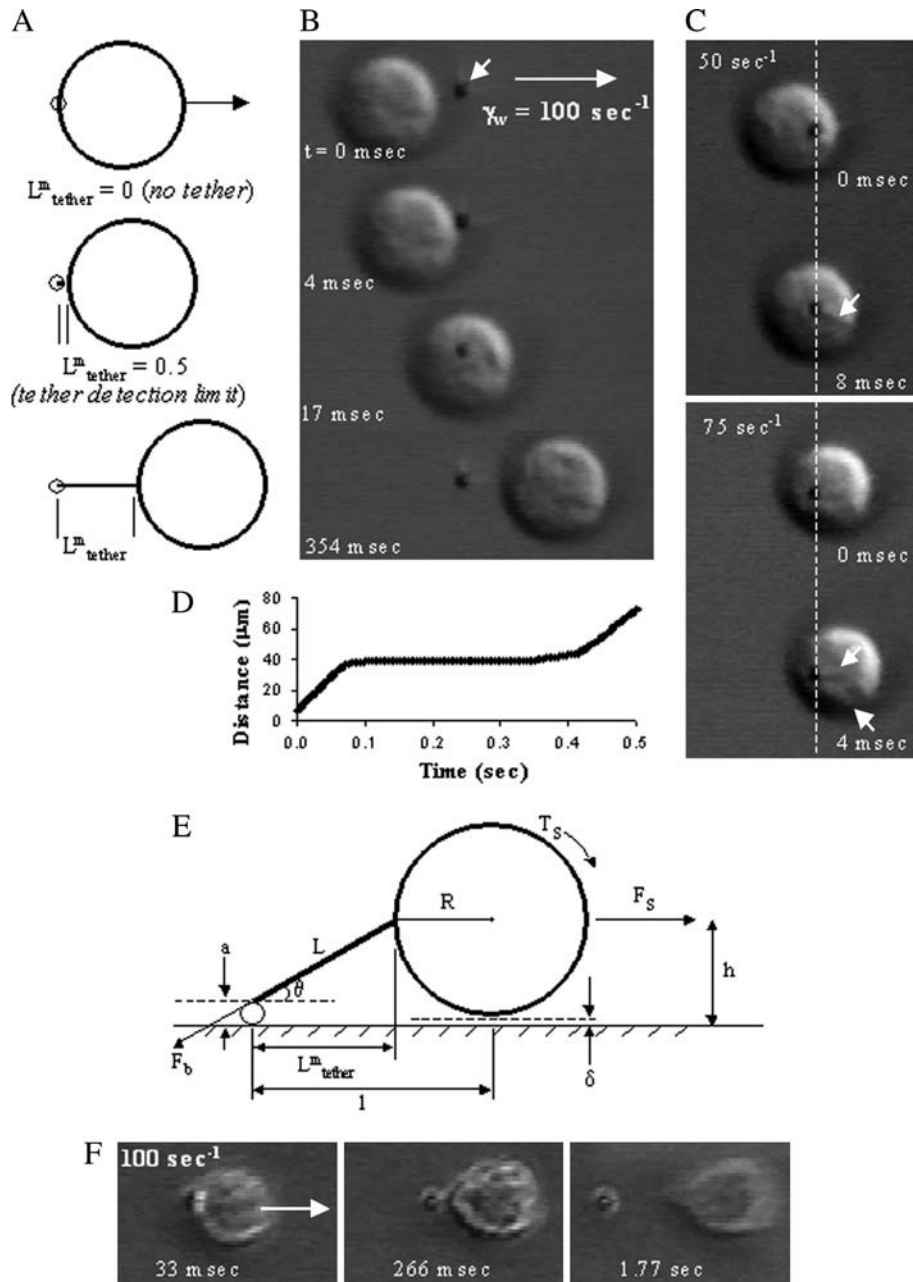 A
L^m_tether = 0 (no tether)
L^m_tether = 0.5
(tether detection limit)
L^m_tether
B
γ_w = 100 sec⁻¹
t= 0 msec
4 msec
17 msec
354 msec
C
50 sec⁻¹
0 msec
8 msec
75 sec⁻¹
0 msec
4 msec
D
Distance (μm)
80
60
40
20
0
0.0 0.1 0.2 0.3 0.4 0.5
Time (sec)
E
T_S
R
F_S
L
a
θ
h
F_b
L^m_tether
δ
l
F
100 sec⁻¹
33 msec
266 msec
1.77 sec